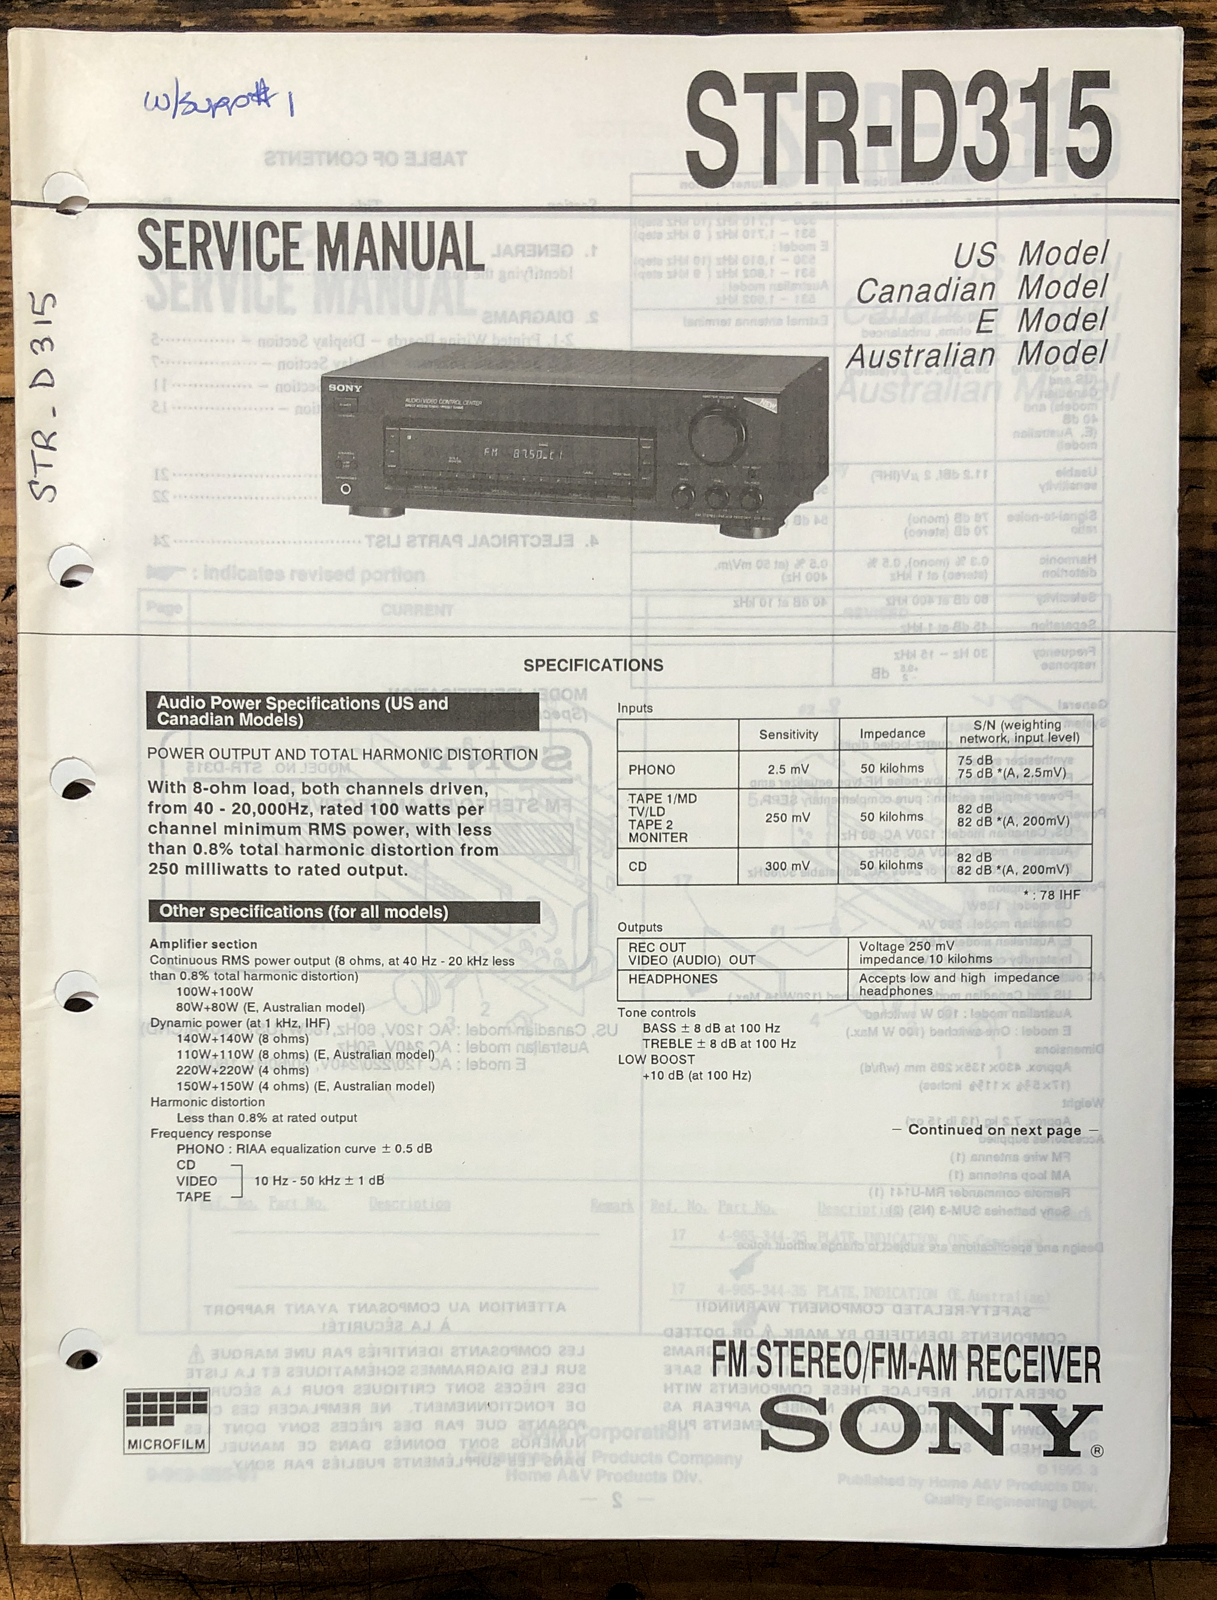 w/suppo# 1
STR-D315
SERVICE MANUAL
US Model
Canadian Model
E Model
Australian Model
STR-D315
SONY
AUDIO/VIDEO CONTROL CENTER
FM 87.50
SPECIFICATIONS
Audio Power Specifications (US and
Canadian Models)
POWER OUTPUT AND TOTAL HARMONIC DISTORTION
With 8-ohm load, both channels driven,
from 40 - 20,000Hz, rated 100 watts per
channel minimum RMS power, with less
than 0.8% total harmonic distortion from
250 milliwatts to rated output.
Other specifications (for all models)
Amplifier section
Continuous RMS power output (8 ohms, at 40 Hz - 20 kHz less
than 0.8% total harmonic distortion)
100W+100W
80W+80W (E, Australian model)
Dynamic power (at 1 kHz, IHF)
140W+140W (8 ohms)
110W+110W (8 ohms) (E, Australian model)
220W+220W (4 ohms)
150W+150W (4 ohms) (E, Australian model)
Harmonic distortion
Less than 0.8% at rated output
Frequency response
PHONO : RIAA equalization curve ± 0.5 dB
CD
VIDEO 10 Hz - 50 kHz ± 1 dB
TAPE
Inputs
Sensitivity Impedance S/N (weighting
network, input level)
PHONO 2.5 mV 50 kilohms 75 dB
75 dB *(A, 2.5mV)
TAPE 1/MD
TV/LD
TAPE 2
MONITER 250 mV 50 kilohms 82 dB
82 dB *(A, 200mV)
CD 300 mV 50 kilohms 82 dB
82 dB *(A, 200mV)
* : 78 IHF
Outputs
REC OUT
VIDEO (AUDIO) OUT Voltage 250 mV
impedance 10 kilohms
HEADPHONES Accepts low and high impedance
headphones
Tone controls
BASS ± 8 dB at 100 Hz
TREBLE ± 8 dB at 100 Hz
LOW BOOST
+10 dB (at 100 Hz)
– Continued on next page –
FM STEREO/FM-AM RECEIVER
SONY®
MICROFILM